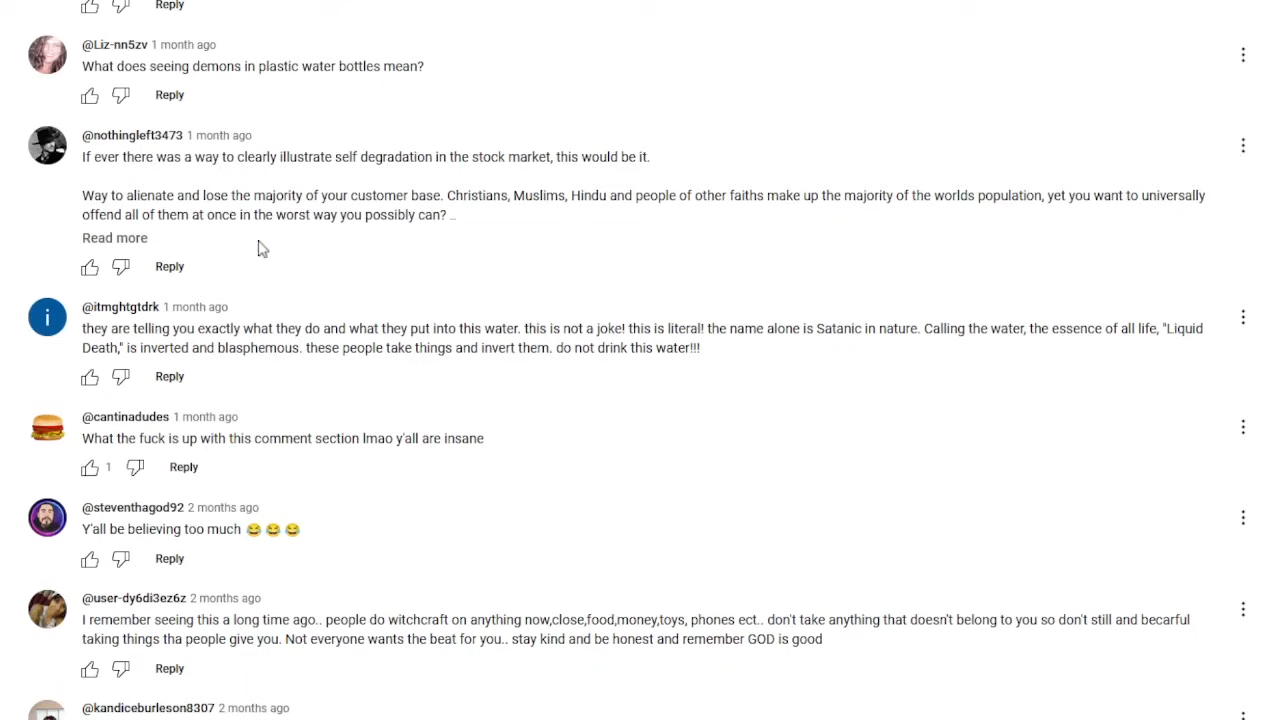 Reply
@Liz-nn5zv 1 month ago
What does seeing demons in plastic water bottles mean?
Reply
@nothingleft3473 1 month ago
If ever there was a way to clearly illustrate self degradation in the stock market, this would be it.
Way to alienate and lose the majority of your customer base. Christians, Muslims, Hindu and people of other faiths make up the majority of the worlds population, yet you want to universally
offend all of them at once in the worst way you possibly can? ...
Read more
Reply
i
@itmghtgtdrk 1 month ago
they are telling you exactly what they do and what they put into this water. this is not a joke! this is literal! the name alone is Satanic in nature. Calling the water, the essence of all life, "Liquid
Death," is inverted and blasphemous. these people take things and invert them. do not drink this water!!!
Reply
@cantinadudes 1 month ago
What the fuck is up with this comment section lmao y'all are insane
1 Reply
@steventhagod92 2 months ago
Y'all be believing too much 😂 😂 😂
Reply
@user-dy6di3ez6z 2 months ago
I remember seeing this a long time ago.. people do witchcraft on anything now,close,food,money,toys, phones ect.. don't take anything that doesn't belong to you so don't still and becarful
taking things tha people give you. Not everyone wants the beat for you.. stay kind and be honest and remember GOD is good
Reply
@kandiceburleson8307 2 months ago